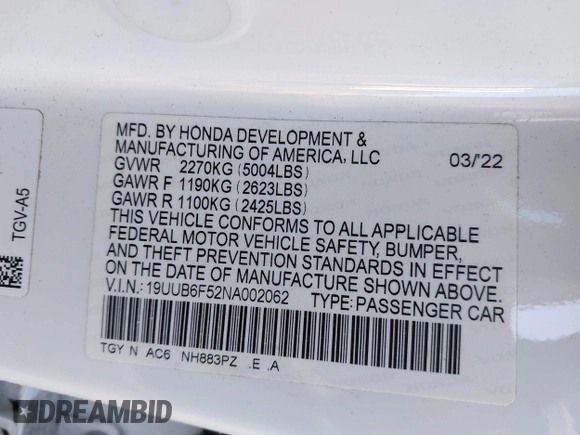 MFD. BY HONDA DEVELOPMENT &
MANUFACTURING OF AMERICA, LLC 03/'22
GVWR 2270KG (5004LBS)
GAWR F 1190KG (2623LBS)
GAWR R 1100KG (2425LBS)
THIS VEHICLE CONFORMS TO ALL APPLICABLE
FEDERAL MOTOR VEHICLE SAFETY, BUMPER,
AND THEFT PREVENTION STANDARDS IN EFFECT
ON THE DATE OF MANUFACTURE SHOWN ABOVE.
V.I.N.: 19UUB6F52NA002062 TYPE: PASSENGER CAR
TGY N AC6 NH883PZ .E .A
TGV-A5
DREAMBID